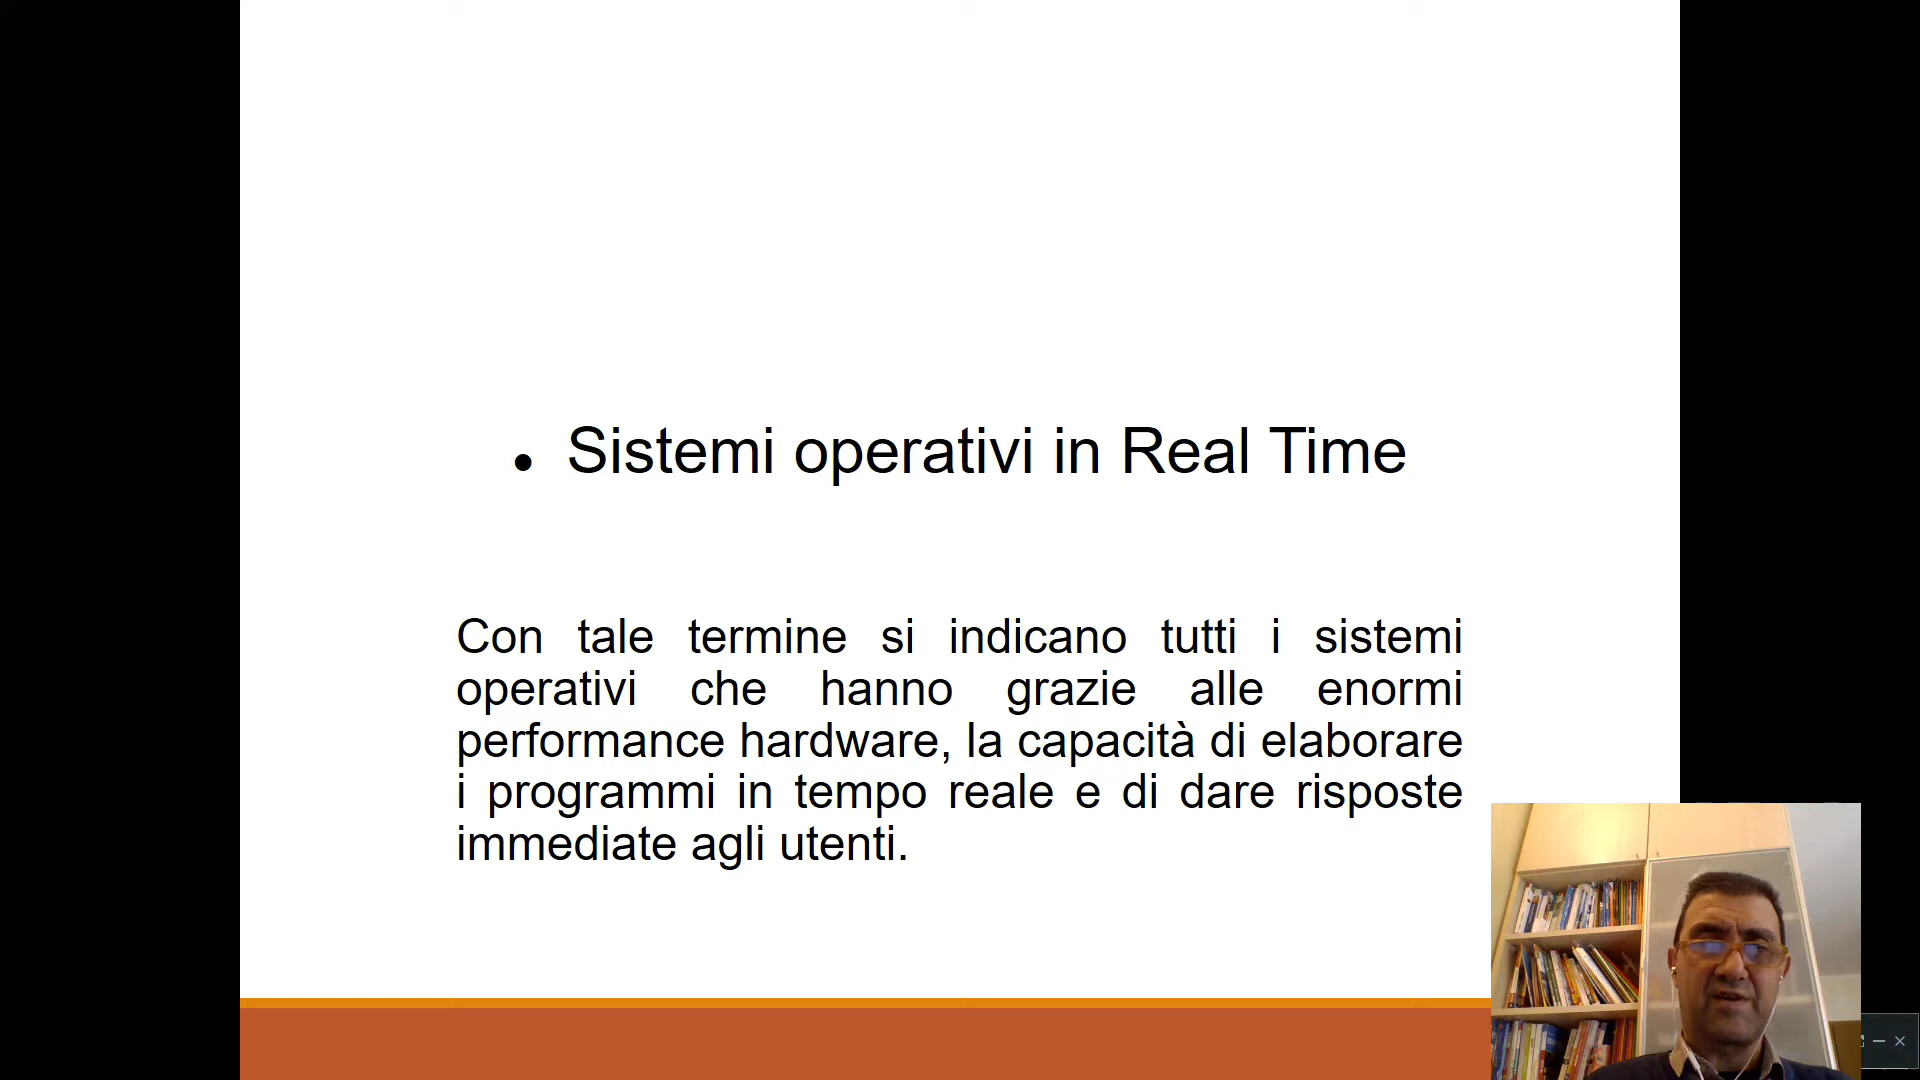 • Sistemi operativi in Real Time
Con tale termine si indicano tutti i sistemi
operativi che hanno grazie alle enormi
performance hardware, la capacità di elaborare
i programmi in tempo reale e di dare risposte
immediate agli utenti.